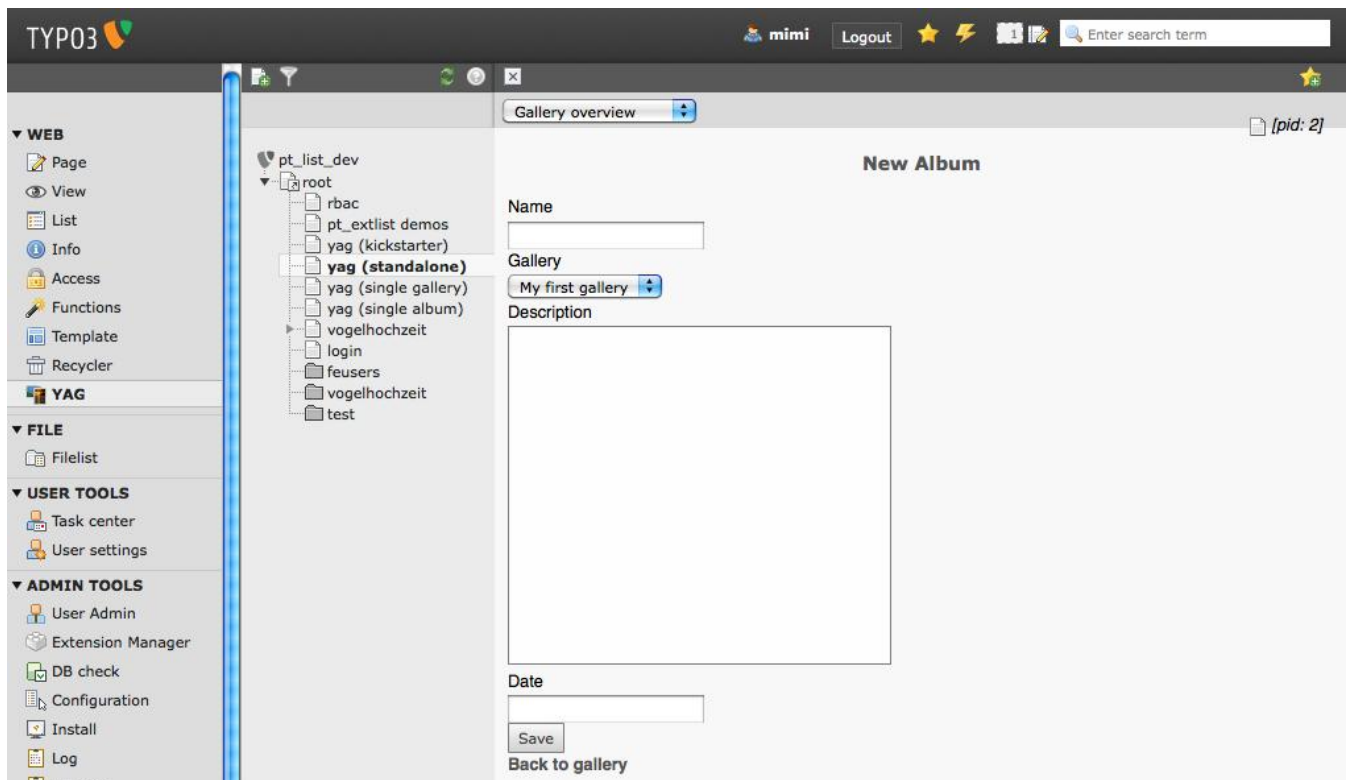 TYPO3
mimi
Logout
1
Enter search term
Gallery overview
[pid: 2]
WEB
Page
View
List
Info
Access
Functions
Template
Recycler
YAG
FILE
Filelist
USER TOOLS
Task center
User settings
ADMIN TOOLS
User Admin
Extension Manager
DB check
Configuration
Install
Log
pt_list_dev
root
rbac
pt_extlist demos
yag (kickstarter)
yag (standalone)
yag (single gallery)
yag (single album)
vogelhochzeit
login
feusers
vogelhochzeit
test
New Album
Name
Gallery
My first gallery
Description
Date
Save
Back to gallery